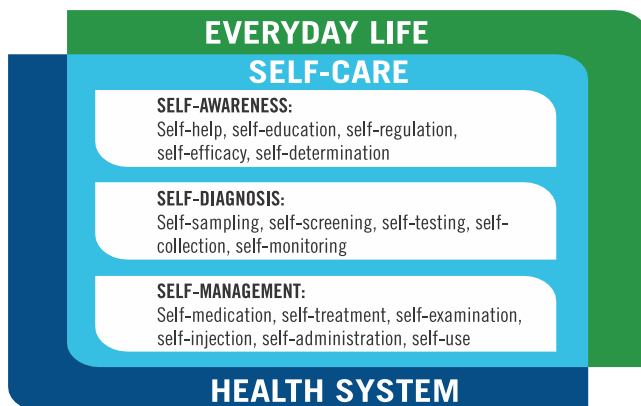 EVERYDAY LIFE
SELF-CARE
SELF-AWARENESS:
Self-help, self-education, self-regulation,
self-efficacy, self-determination
SELF-DIAGNOSIS:
Self-sampling, self-screening, self-testing, self-
collection, self-monitoring
SELF-MANAGEMENT:
Self-medication, self-treatment, self-examination,
self-injection, self-administration, self-use
HEALTH SYSTEM